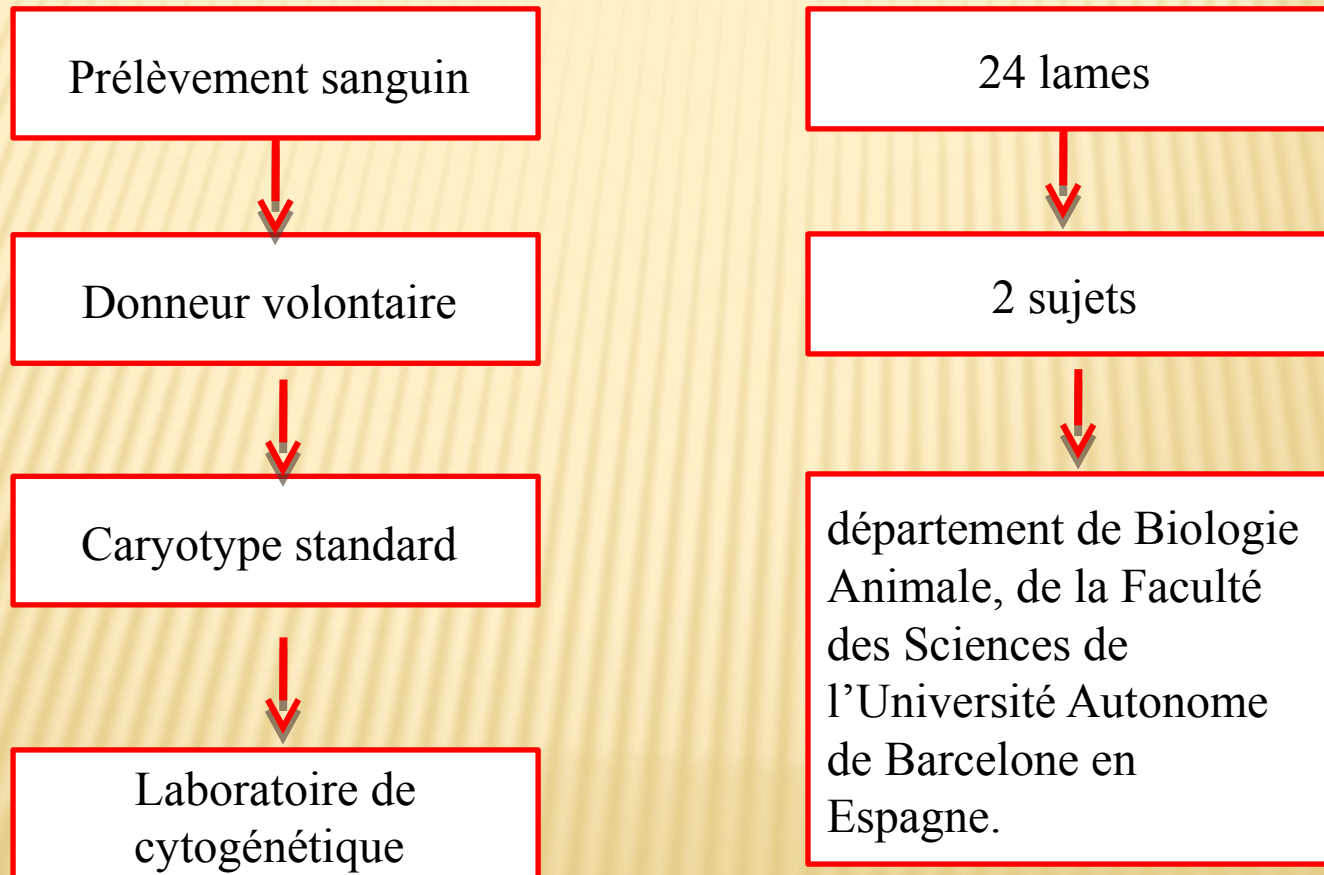 Prélèvement sanguin
Donneur volontaire
Caryotype standard
Laboratoire de
cytogénétique
24 lames
2 sujets
département de Biologie
Animale, de la Faculté
des Sciences de
l’Université Autonome
de Barcelone en
Espagne.